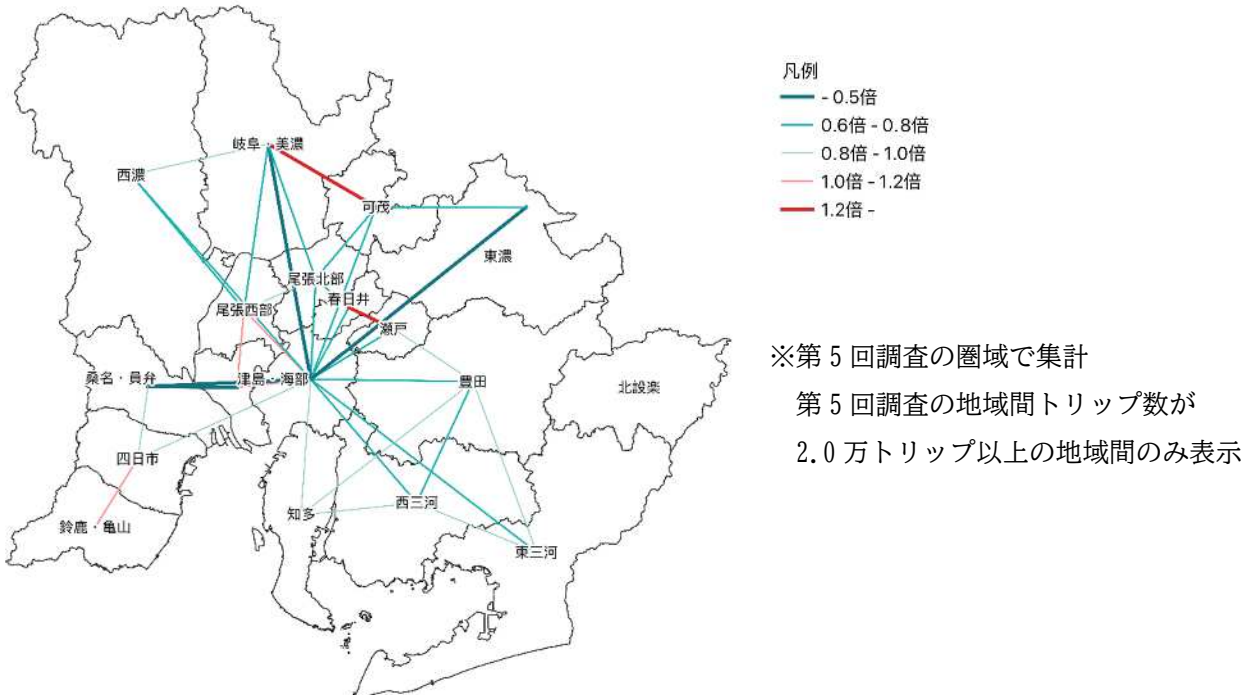 凡例
- 0.5倍
0.6倍 - 0.8倍
0.8倍 - 1.0倍
1.0倍 - 1.2倍
1.2倍 -
岐阜・美濃
西濃
可茂
東濃
尾張北部
春日井
尾張西部
瀬戸
桑名・員弁
津島・海部
豊田
北設楽
四日市
知多
西三河
鈴鹿・亀山
東三河
※第5回調査の圏域で集計
第5回調査の地域間トリップ数が
2.0万トリップ以上の地域間のみ表示